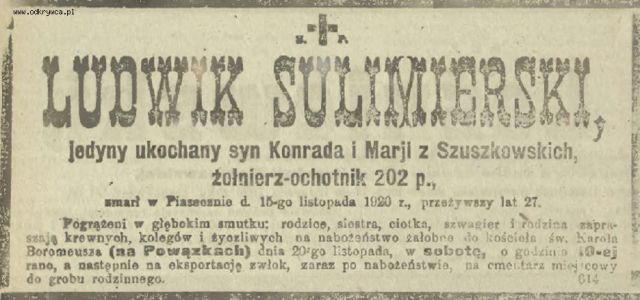 www.odkrywca.pl
Ś. † P.
LUDWIK SULIMIERSKI,
jedyny ukochany syn Konrada i Marji z Szuszkowskich,
żołnierz-ochotnik 202 p.,
zmarł w Piasecznie d. 15-go listopada 1920 r., przeżywszy lat 27.
Pogrążeni w głębokim smutku: rodzice, siostra, ciotka, szwagier i rodzina zapra-
szają krewnych, kolegów i życzliwych na nabożeństwo żałobne do kościoła św. Karola
Boromeusza (na Powązkach) dnia 20-go listopada, w sobotę, o godzinie 10-ej
rano, a następnie na eksportację zwłok, zaraz po nabożeństwie, na cmentarz miejscowy
do grobu rodzinnego. 614